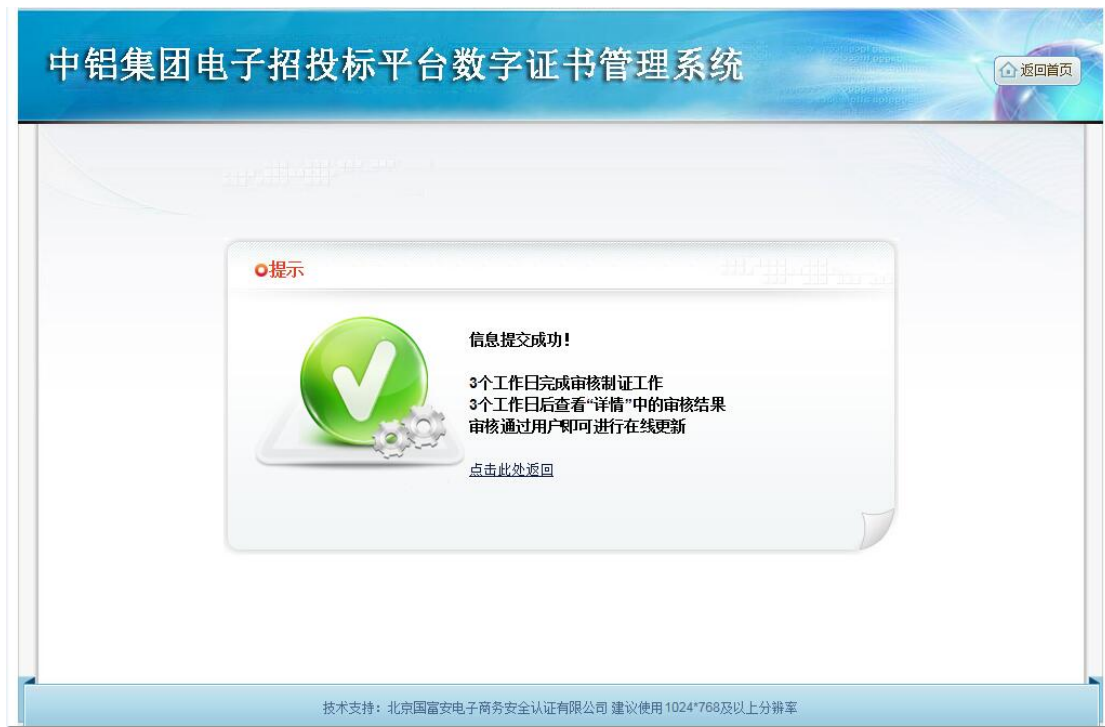 中铝集团电子招投标平台数字证书管理系统
返回首页
提示
信息提交成功!
3个工作日完成审核制证工作
3个工作日后查看“详情”中的审核结果
审核通过用户即可进行在线更新
点击此处返回
技术支持：北京国富安电子商务安全认证有限公司 建议使用1024*768及以上分辨率